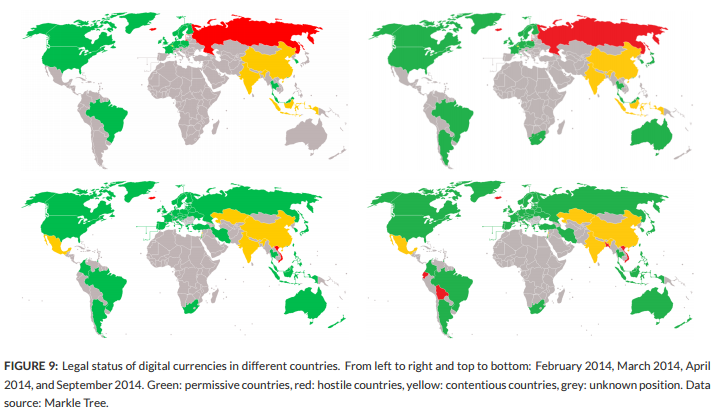 FIGURE 9: Legal status of digital currencies in different countries. From left to right and top to bottom: February 2014, March 2014, April
2014, and September 2014. Green: permissive countries, red: hostile countries, yellow: contentious countries, grey: unknown position. Data
source: Markle Tree.